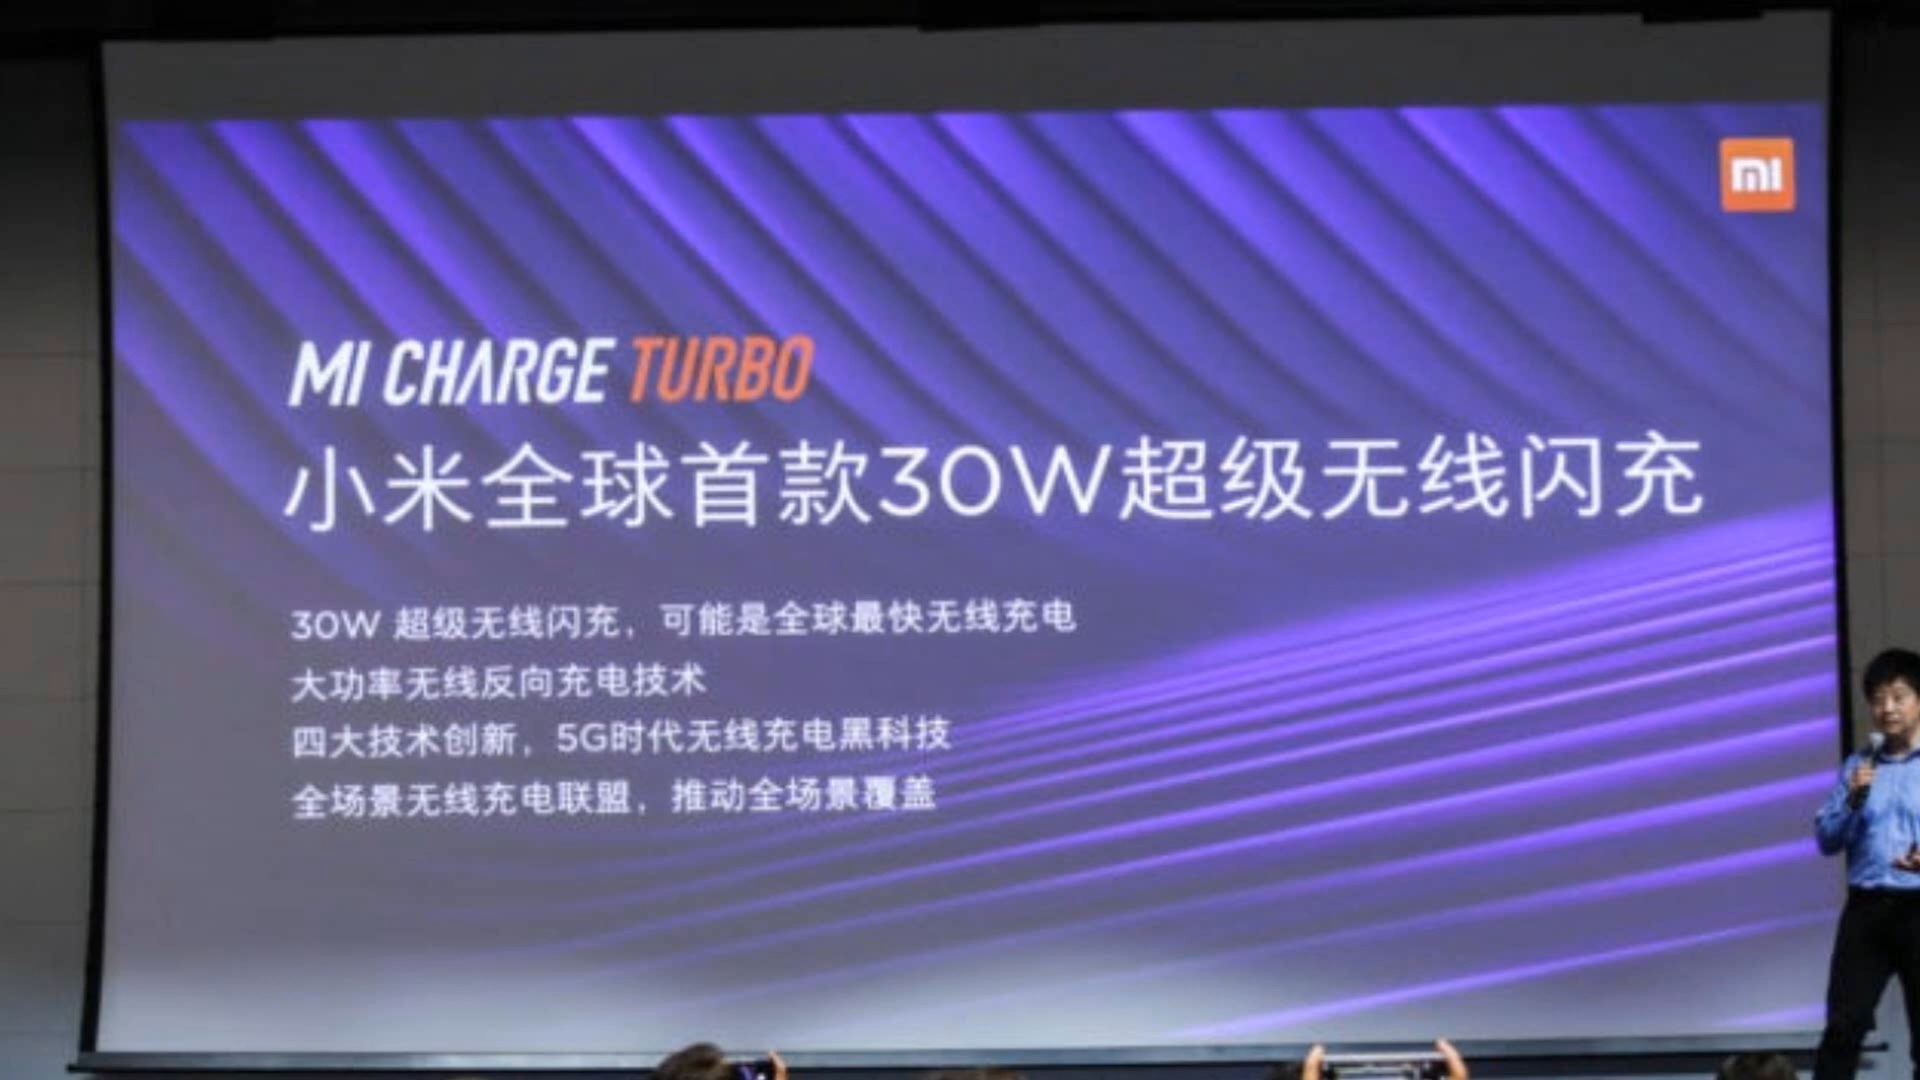 MI
MI CHARGE TURBO
小米全球首款30W超级无线闪充
30W 超级无线闪充，可能是全球最快无线充电
大功率无线反向充电技术
四大技术创新，5G时代无线充电黑科技
全场景无线充电联盟，推动全场景覆盖